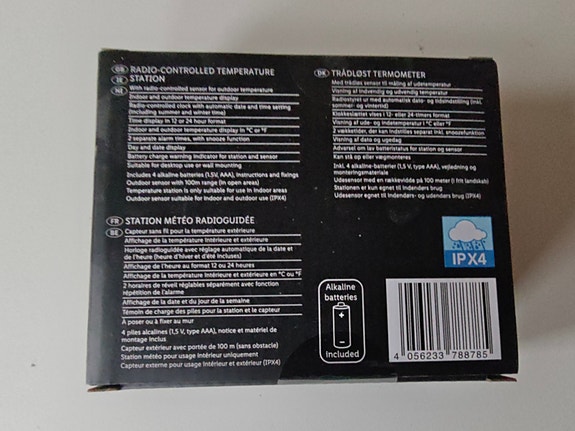 GB RADIO-CONTROLLED TEMPERATURE
IE STATION
NI With radio-controlled sensor for outdoor temperature
Indoor and outdoor temperature display
Radio-controlled clock with automatic date and time setting
(including summer and winter time)
Time display in 12 or 24 hour format
Indoor and outdoor temperature display in °C or °F
2 separate alarm times, with snooze function
Day and date display
Battery charge warning indicator for station and sensor
Suitable for desktop use or wall mounting
Includes 4 alkaline batteries (1.5V, AAA), instructions and fixings
Outdoor sensor with 100m range (in open areas)
Temperature station is only suitable for use in indoor areas
Outdoor sensor suitable for indoor and outdoor use (IPX4)
FR STATION MÉTÉO RADIOGUIDÉE
BE Capteur sans fil pour la température extérieure
Affichage de la température intérieure et extérieure
Horloge radioguidée avec réglage automatique de la date et
de l'heure (heure d'hiver et d'été incluses)
Affichage de l'heure au format 12 ou 24 heures
Affichage de la température intérieure et extérieure en °C ou °F
2 horaires de réveil réglables séparément avec fonction
répétition de l'alarme
Affichage de la date et du jour de la semaine
Témoin de charge des piles pour la station et le capteur
À poser ou à fixer au mur
4 piles alcalines (1,5 V, type AAA), notice et matériel de
montage inclus
Capteur extérieur avec portée de 100 m (sans obstacle)
Station météo pour usage intérieur uniquement
Capteur externe pour usage intérieur et extérieur (IPX4)
DK TRÅDLØST TERMOMETER
Med trådløs sensor til måling af udetemperatur
Visning af indvendig og udvendig temperatur
Radiostyret ur med automatisk dato- og tidsindstilling (inkl.
sommer- og vintertid)
Klokkeslættet vises i 12- eller 24-timers format
Visning af ude- og indetemperatur i °C eller °F
2 vækketider, der kan indstilles separat inkl. snoozefunktion
Visning af dato og ugedag
Advarsel om lav batteristatus for station og sensor
Kan stå op eller vægmonteres
Inkl. 4 alkaline-batterier (1,5 V, type AAA), vejledning og
monteringsmateriale
Udesensor med en rækkevidde på 100 meter (i frit landskab)
Stationen er kun egnet til indendørs brug
Udesensor egnet til indendørs- og udendørs brug (IPX4)
IPX4
Alkaline
batteries
+
−
included
4 056233 788785